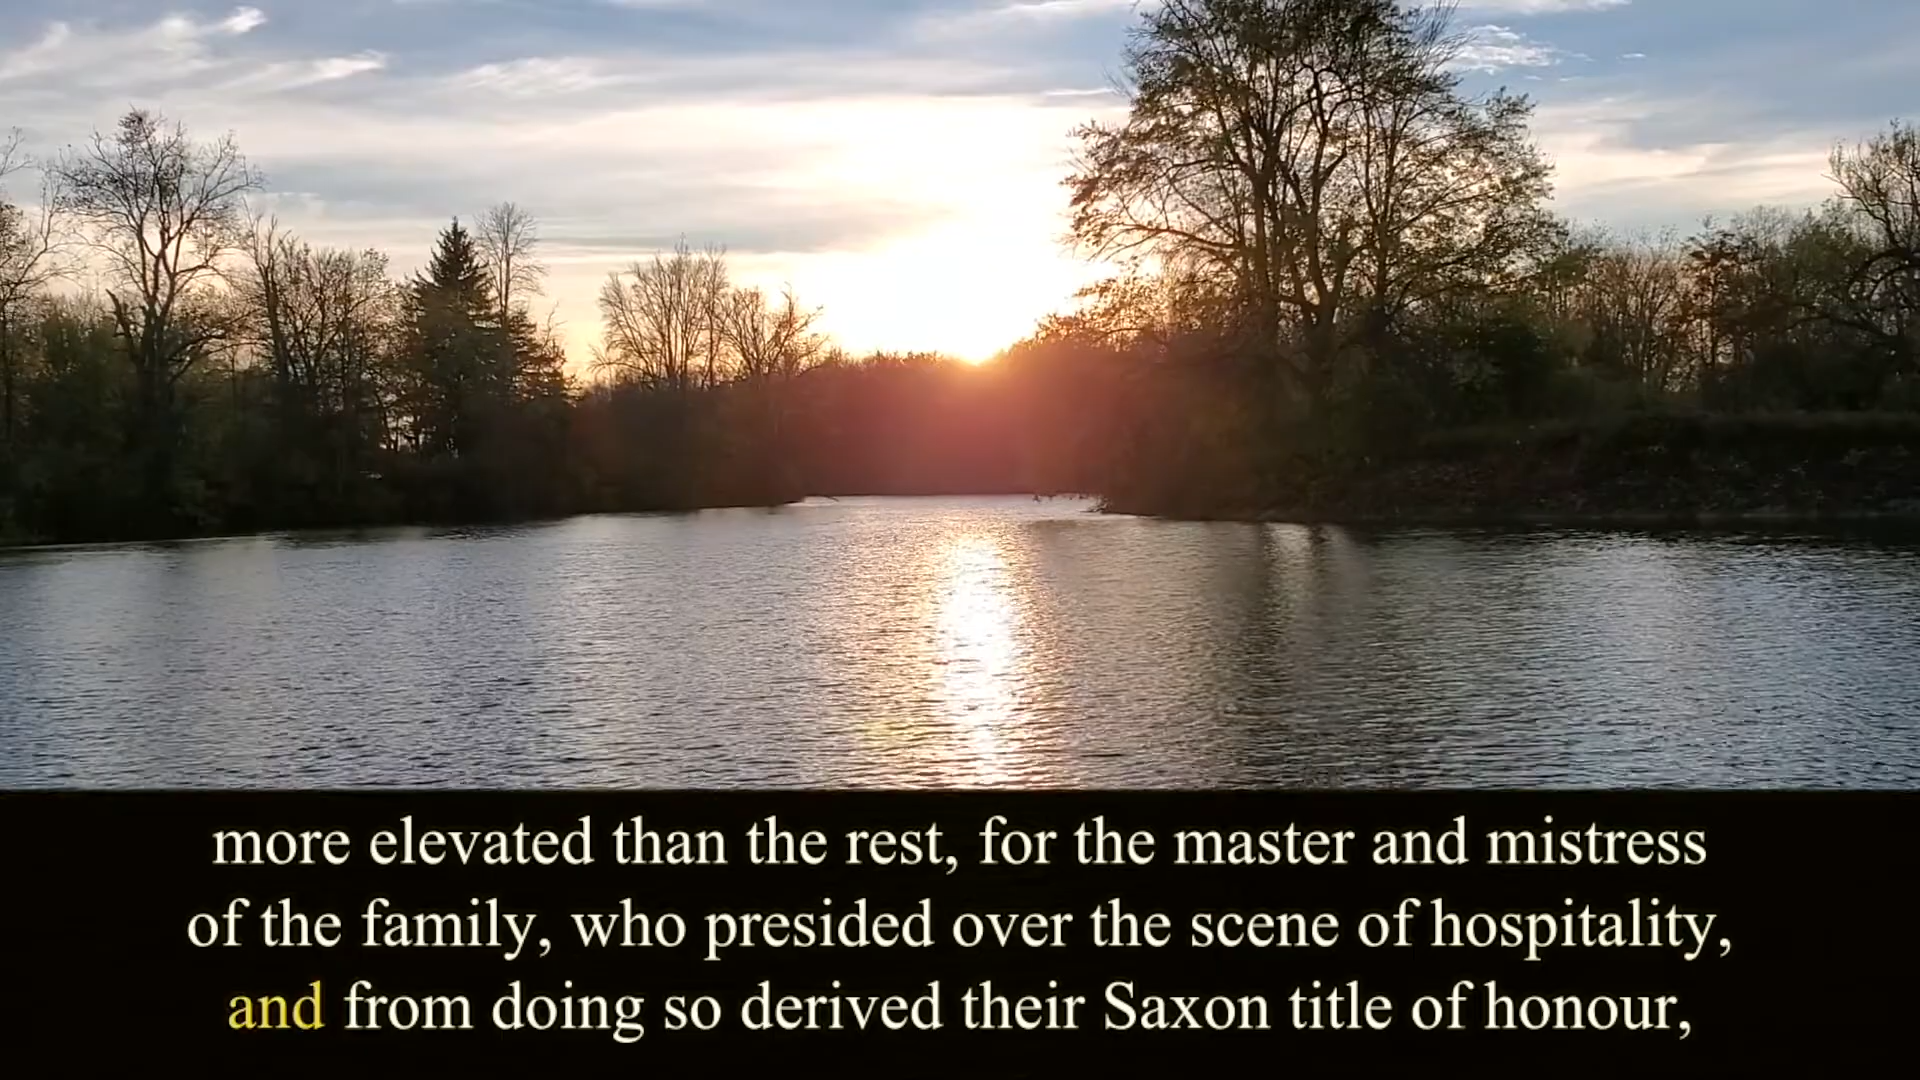 more elevated than the rest, for the master and mistress
of the family, who presided over the scene of hospitality,
and from doing so derived their Saxon title of honour,